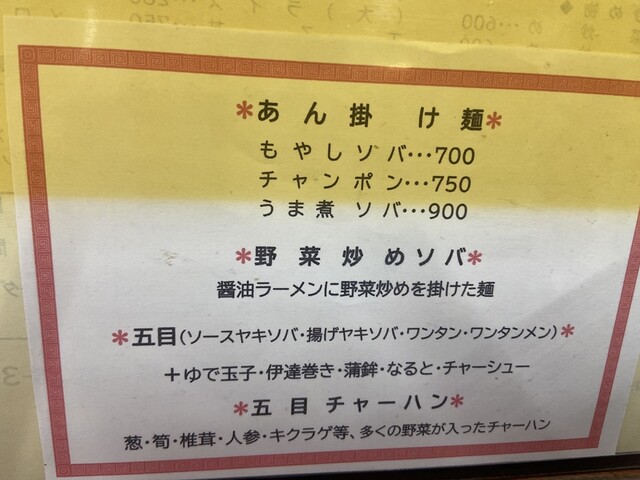 *あん掛け麺*
もやしソバ・・・700
チャンポン・・・750
うま煮ソバ・・・900
*野菜炒めソバ*
醤油ラーメンに野菜炒めを掛けた麺
*五目(ソースヤキソバ・揚げヤキソバ・ワンタン・ワンタンメン)*
+ゆで玉子・伊達巻き・蒲鉾・なると・チャーシュー
*五目チャーハン*
葱・筍・椎茸・人参・キクラゲ等、多くの野菜が入ったチャーハン